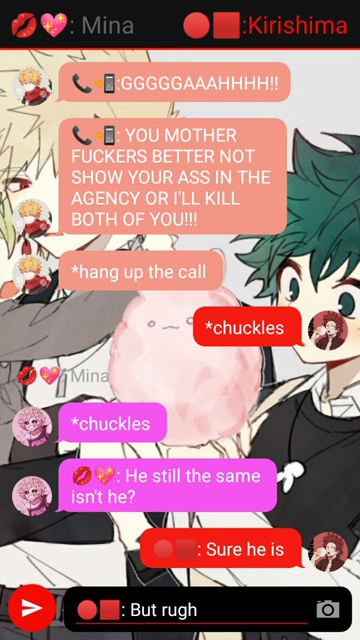 💋💖: Mina
🔴🟥:Kirishima
📞📲:GGGGGAAAHHHH!!
📞📲: YOU MOTHER
FUCKERS BETTER NOT
SHOW YOUR ASS IN THE
AGENCY OR I'LL KILL
BOTH OF YOU!!!
*hang up the call
*chuckles
💋💖: Mina
*chuckles
💋💖: He still the same
isn't he?
🔴🟥: Sure he is
🔴🟥: But rugh